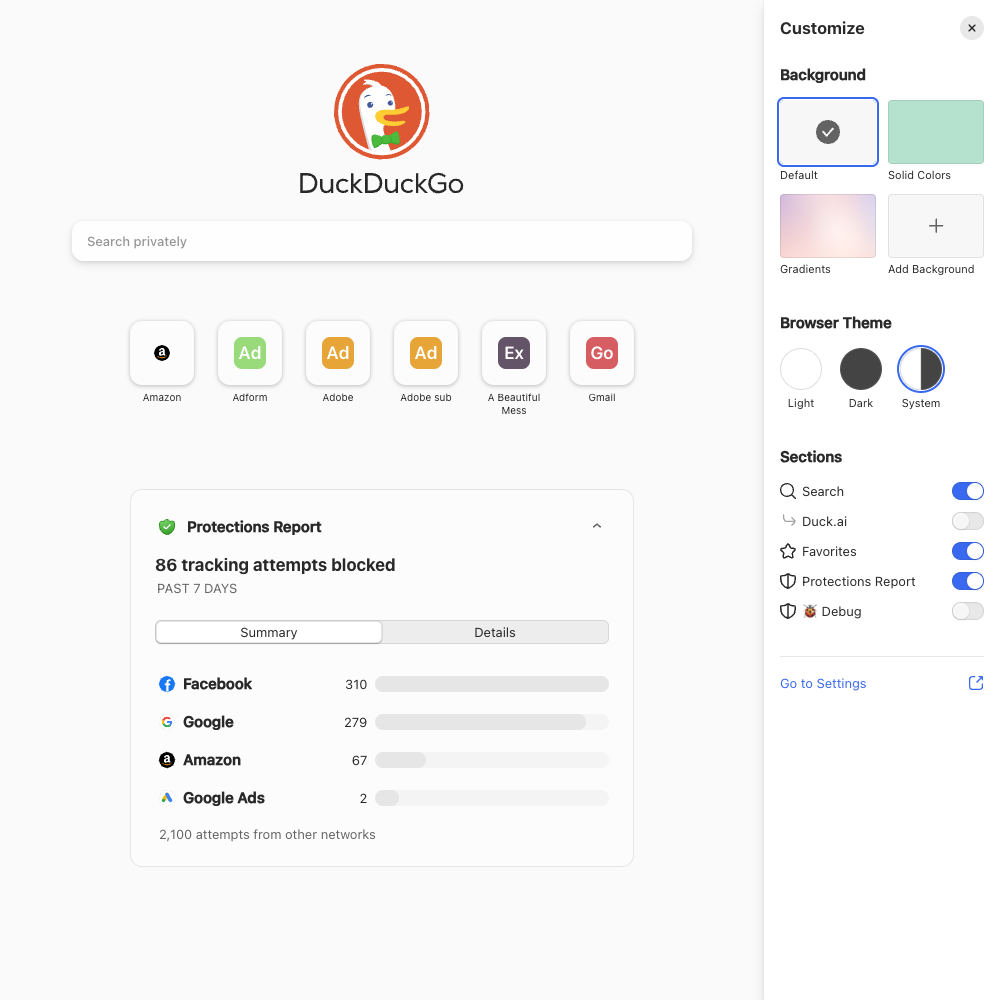 DuckDuckGo
Search privately
Amazon
Ad
Adform
Ad
Adobe
Ad
Adobe sub
Ex
A Beautiful
Mess
Go
Gmail
Protections Report
86 tracking attempts blocked
PAST 7 DAYS
Summary Details
Facebook 310
Google 279
Amazon 67
Google Ads 2
2,100 attempts from other networks
Customize
Background
Default Solid Colors
Gradients Add Background
Browser Theme
Light Dark System
Sections
Search
Duck.ai
Favorites
Protections Report
Debug
Go to Settings